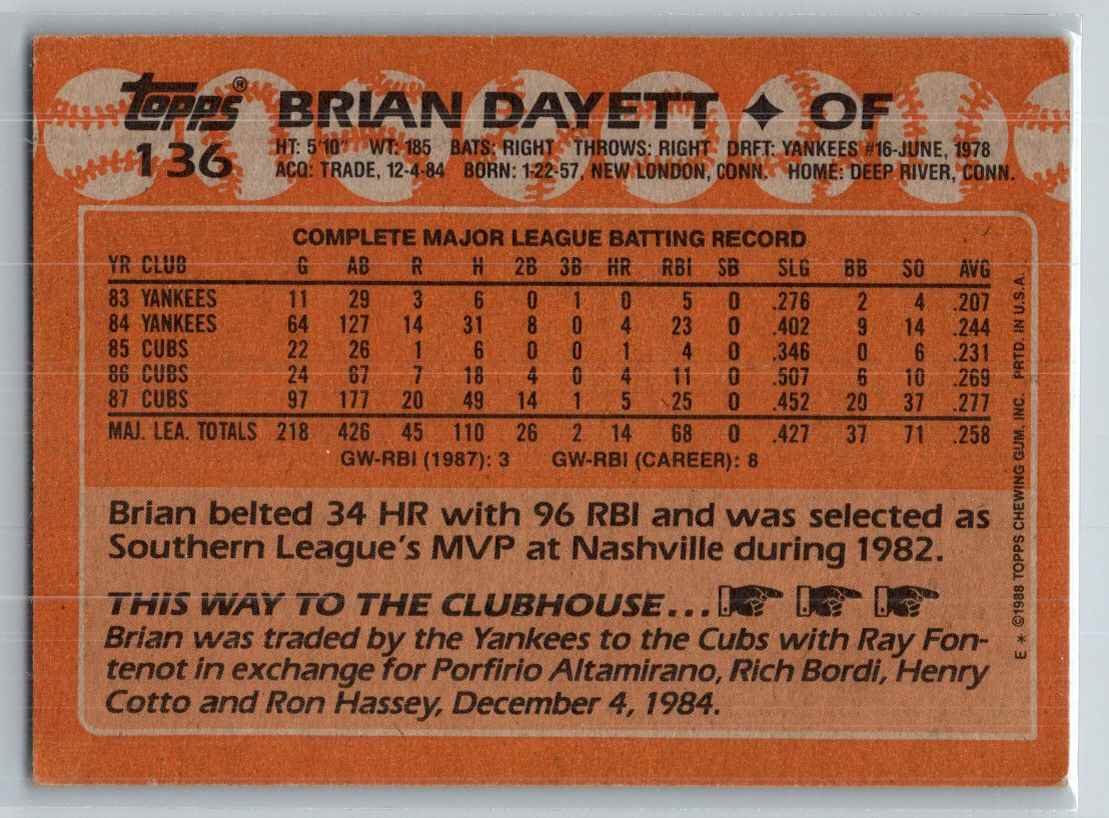 Topps® BRIAN DAYETT ✦ OF
136
HT: 5'10" WT: 185 BATS: RIGHT THROWS: RIGHT DRFT: YANKEES #16-JUNE, 1978
ACQ: TRADE, 12-4-84 BORN: 1-22-57, NEW LONDON, CONN. HOME: DEEP RIVER, CONN.
COMPLETE MAJOR LEAGUE BATTING RECORD
YR CLUB G AB R H 2B 3B HR RBI SB SLG BB SO AVG
83 YANKEES 11 29 3 6 0 1 0 5 0 .276 2 4 .207
84 YANKEES 64 127 14 31 8 0 4 23 0 .402 9 14 .244
85 CUBS 22 26 1 6 0 0 1 4 0 .346 0 6 .231
86 CUBS 24 67 7 18 4 0 4 11 0 .507 6 10 .269
87 CUBS 97 177 20 49 14 1 5 25 0 .452 20 37 .277
MAJ. LEA. TOTALS 218 426 45 110 26 2 14 68 0 .427 37 71 .258
GW-RBI (1987): 3 GW-RBI (CAREER): 8
Brian belted 34 HR with 96 RBI and was selected as
Southern League's MVP at Nashville during 1982.
THIS WAY TO THE CLUBHOUSE...
Brian was traded by the Yankees to the Cubs with Ray Fon-
tenot in exchange for Porfirio Altamirano, Rich Bordi, Henry
Cotto and Ron Hassey, December 4, 1984.
E * ©1988 TOPPS CHEWING GUM, INC. PRTD. IN U.S.A.